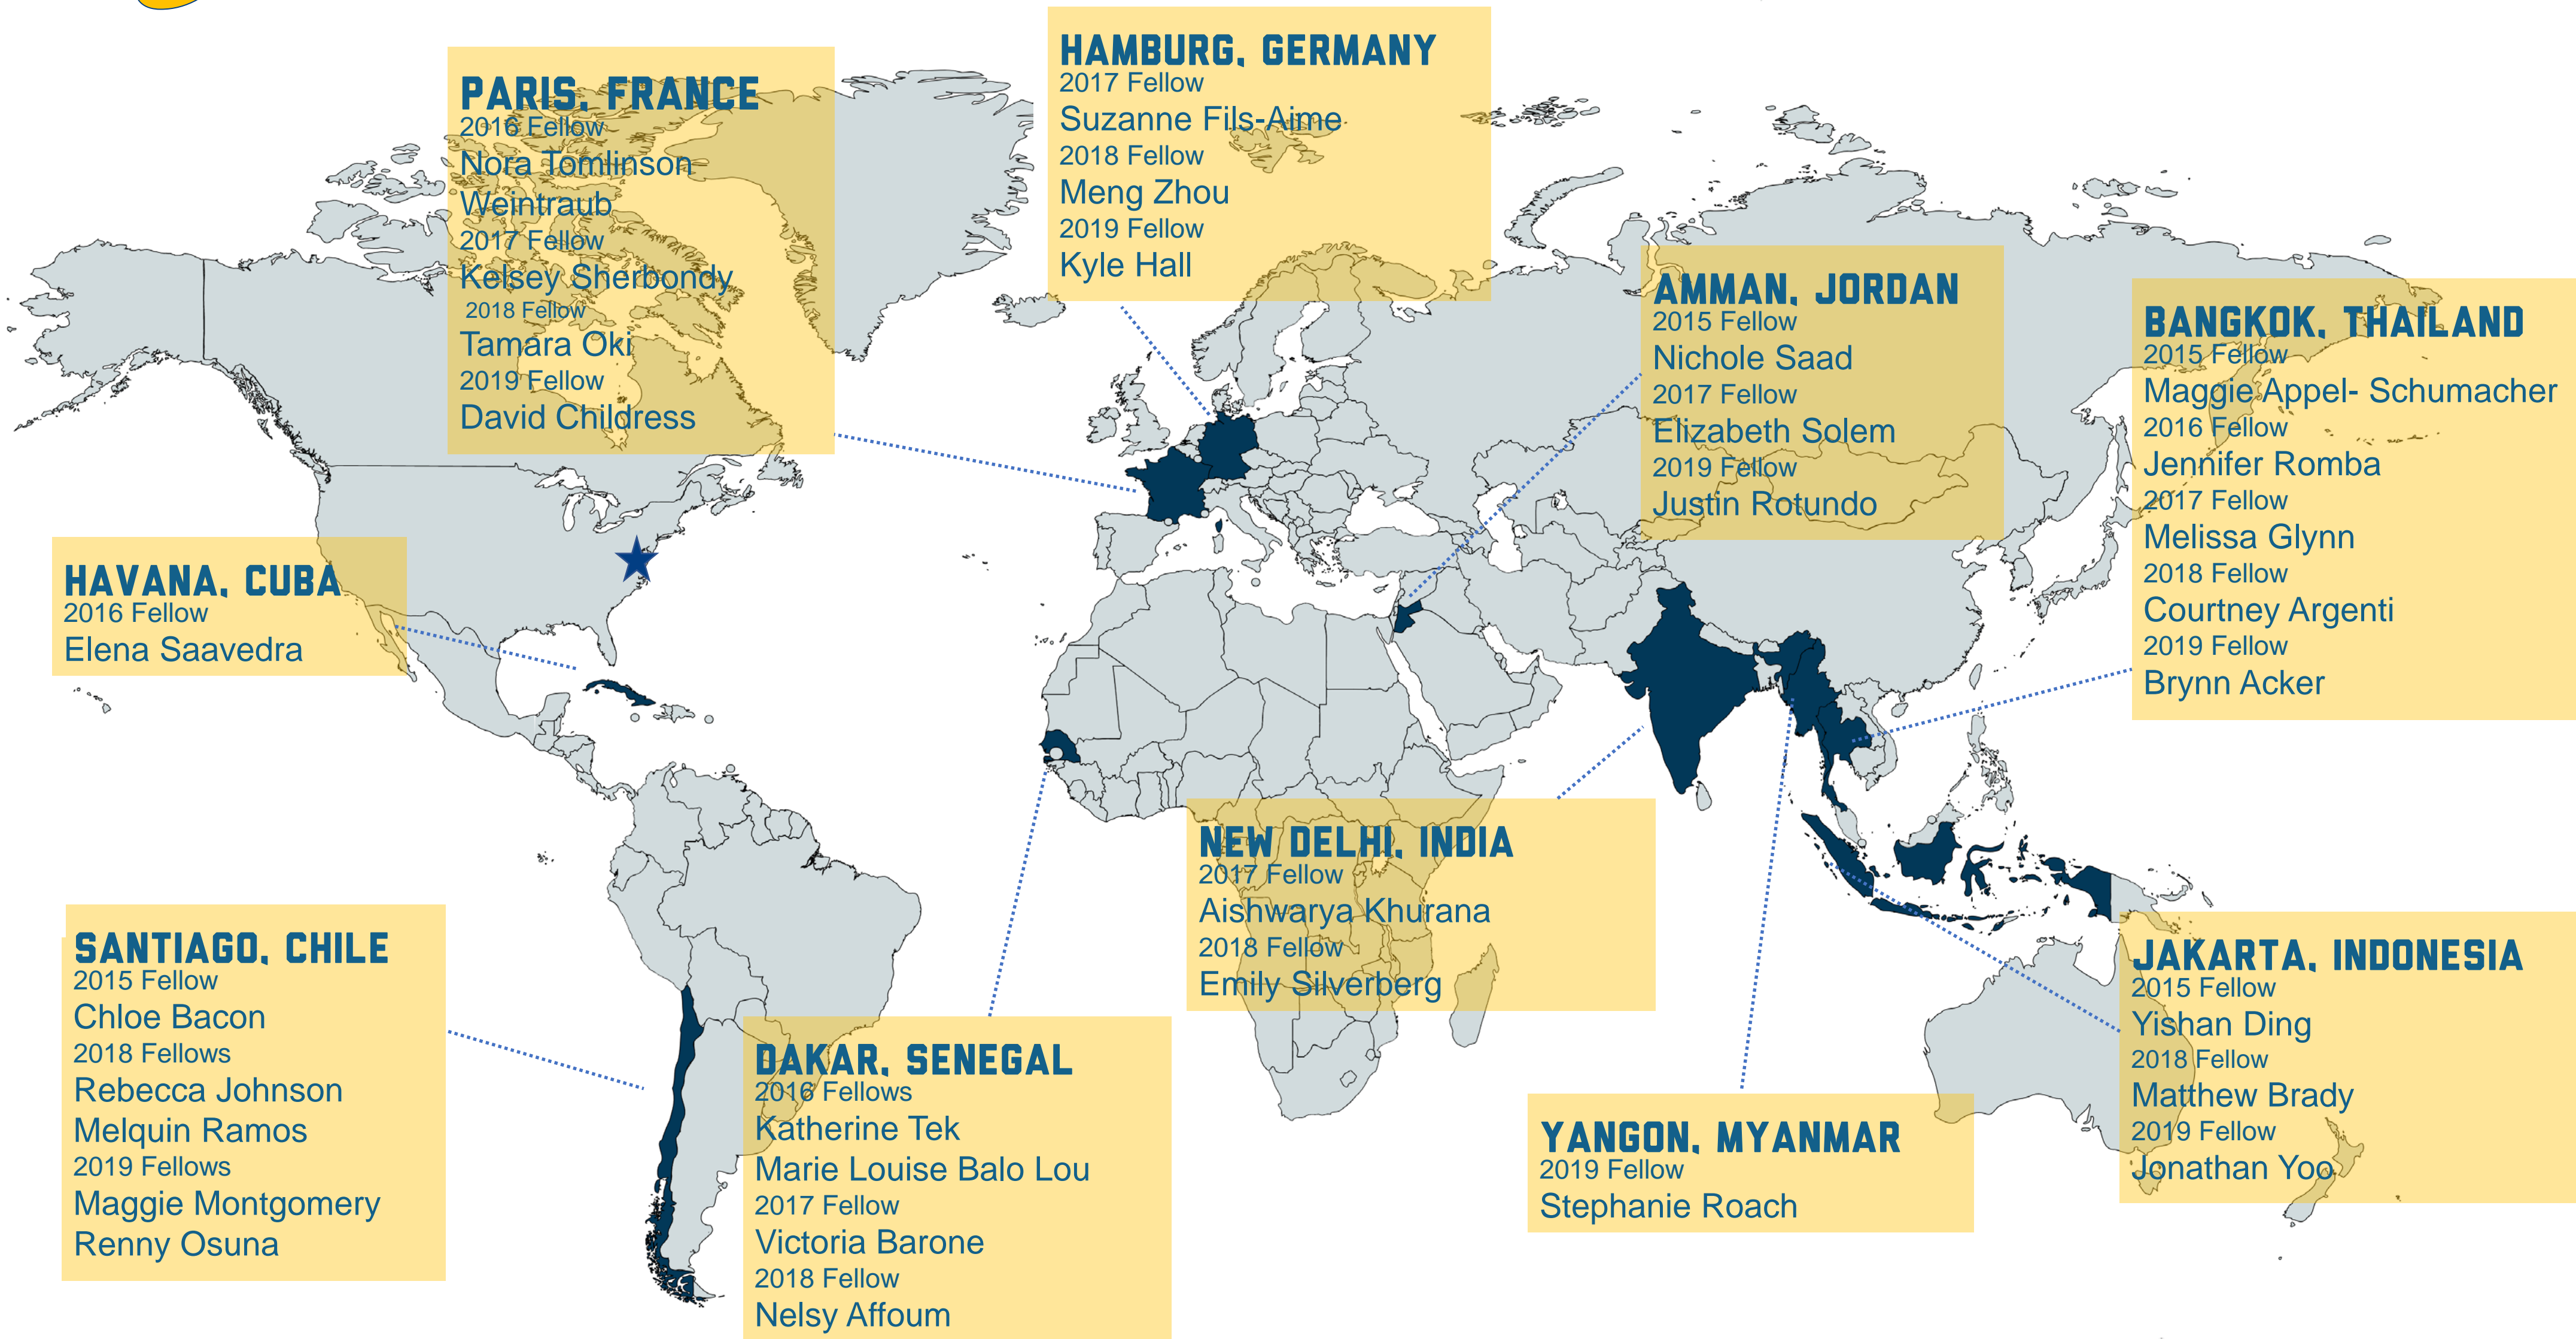 PARIS, FRANCE
2016 Fellow
Nora Tomlinson
Weintraub
2017 Fellow
Kelsey Sherbondy
2018 Fellow
Tamara Oki
2019 Fellow
David Childress
HAMBURG, GERMANY
2017 Fellow
Suzanne Fils-Aime
2018 Fellow
Meng Zhou
2019 Fellow
Kyle Hall
AMMAN, JORDAN
2015 Fellow
Nichole Saad
2017 Fellow
Elizabeth Solem
2019 Fellow
Justin Rotundo
BANGKOK, THAILAND
2015 Fellow
Maggie Appel- Schumacher
2016 Fellow
Jennifer Romba
2017 Fellow
Melissa Glynn
2018 Fellow
Courtney Argenti
2019 Fellow
Brynn Acker
HAVANA, CUBA
2016 Fellow
Elena Saavedra
SANTIAGO, CHILE
2015 Fellow
Chloe Bacon
2018 Fellows
Rebecca Johnson
Melquin Ramos
2019 Fellows
Maggie Montgomery
Renny Osuna
DAKAR, SENEGAL
2016 Fellows
Katherine Tek
Marie Louise Balo Lou
2017 Fellow
Victoria Barone
2018 Fellow
Nelsy Affoum
NEW DELHI, INDIA
2017 Fellow
Aishwarya Khurana
2018 Fellow
Emily Silverberg
YANGON, MYANMAR
2019 Fellow
Stephanie Roach
JAKARTA, INDONESIA
2015 Fellow
Yishan Ding
2018 Fellow
Matthew Brady
2019 Fellow
Jonathan Yoo